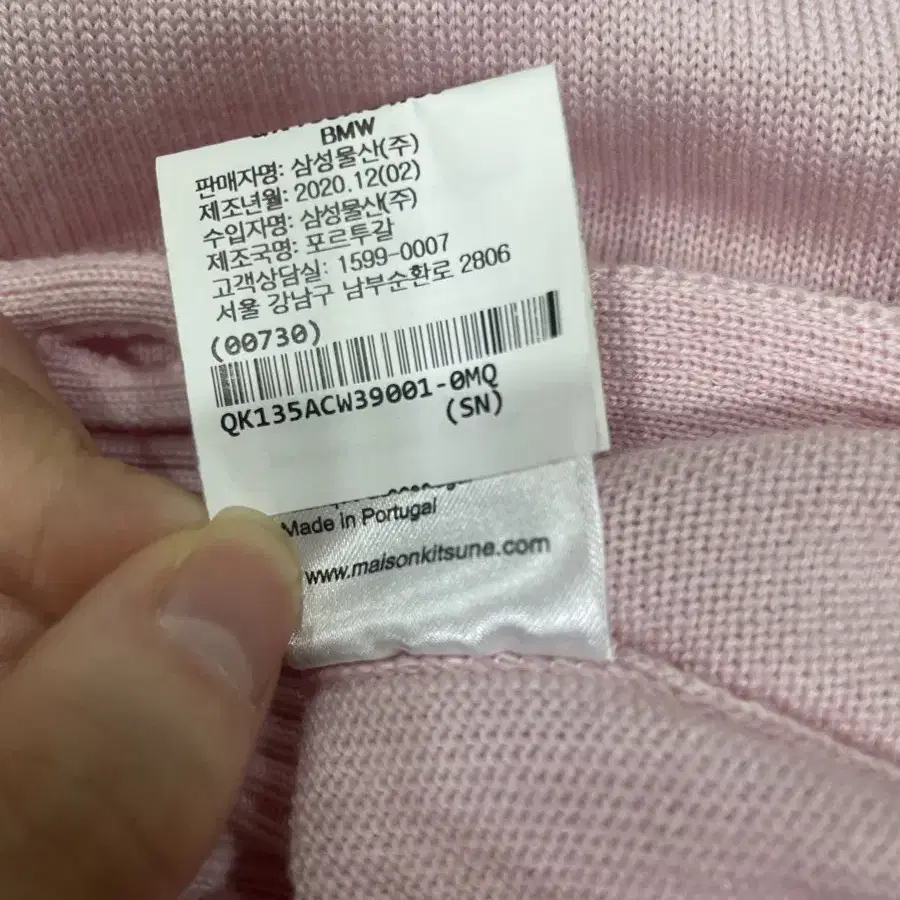 BMW
판매자명: 삼성물산(주)
제조년월: 2020.12(02)
수입자명: 삼성물산(주)
제조국명: 포르투갈
고객상담실: 1599-0007
서울 강남구 남부순환로 2806
(00730)
QK135ACW39001-0MQ
(SN)
Made in Portugal
www.maisonkitsune.com